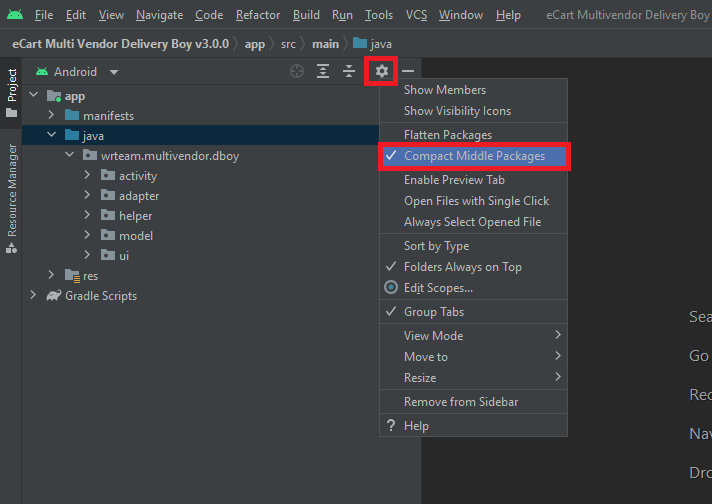 File Edit View Navigate Code Refactor Build Run Tools VCS Window Help eCart Multivendor Delivery Boy
eCart Multi Vendor Delivery Boy v3.0.0 app src main java
Project
Resource Manager
Android
app
manifests
java
wrteam.multivendor.dboy
activity
adapter
helper
model
ui
res
Gradle Scripts
Show Members
Show Visibility Icons
Flatten Packages
Compact Middle Packages
Enable Preview Tab
Open Files with Single Click
Always Select Opened File
Sort by Type
Folders Always on Top
Edit Scopes...
Group Tabs
View Mode
Move to
Resize
Remove from Sidebar
? Help
Sea
Go
Rec
Nav
Dro